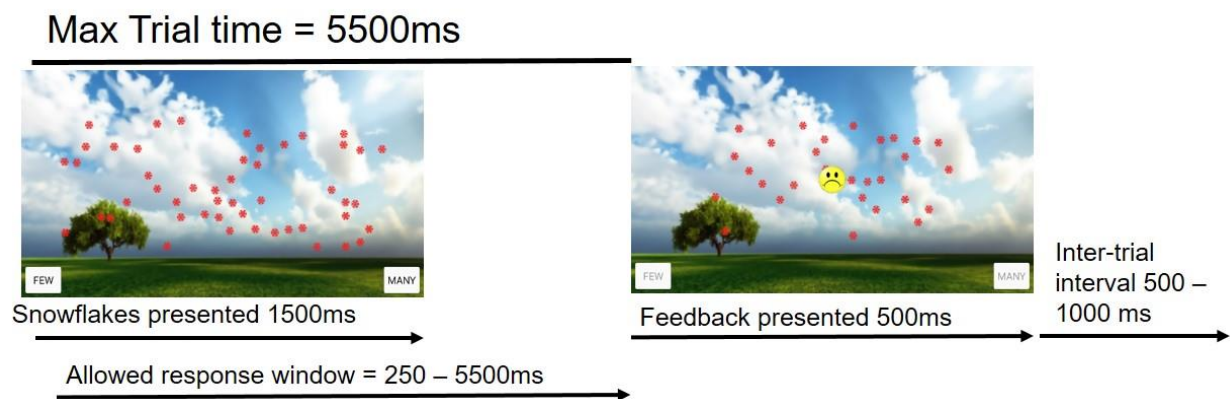 Max Trial time = 5500ms
FEW
MANY
Snowflakes presented 1500ms
Allowed response window = 250 – 5500ms
FEW
MANY
Feedback presented 500ms
Inter-trial
interval 500 –
1000 ms